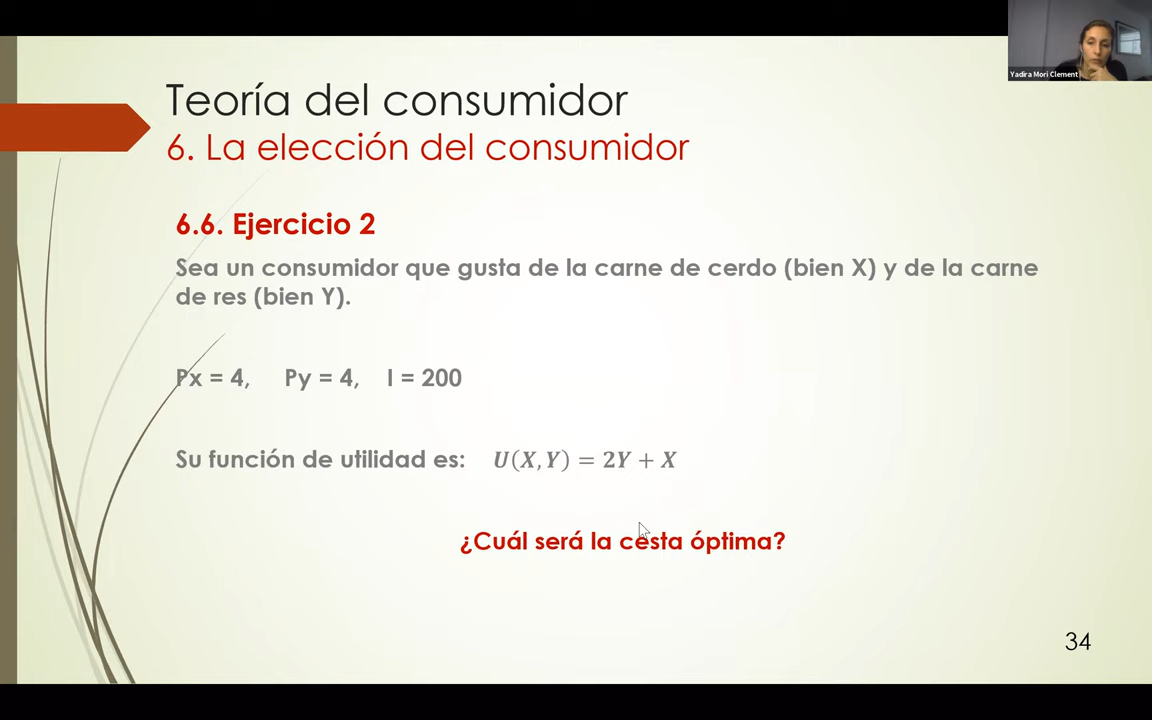 Yadira Mori Clement
Teoría del consumidor
6. La elección del consumidor
6.6. Ejercicio 2
Sea un consumidor que gusta de la carne de cerdo (bien X) y de la carne
de res (bien Y).
Px = 4, Py = 4, I = 200
Su función de utilidad es: U(X, Y) = 2Y + X
¿Cuál será la cesta óptima?
34